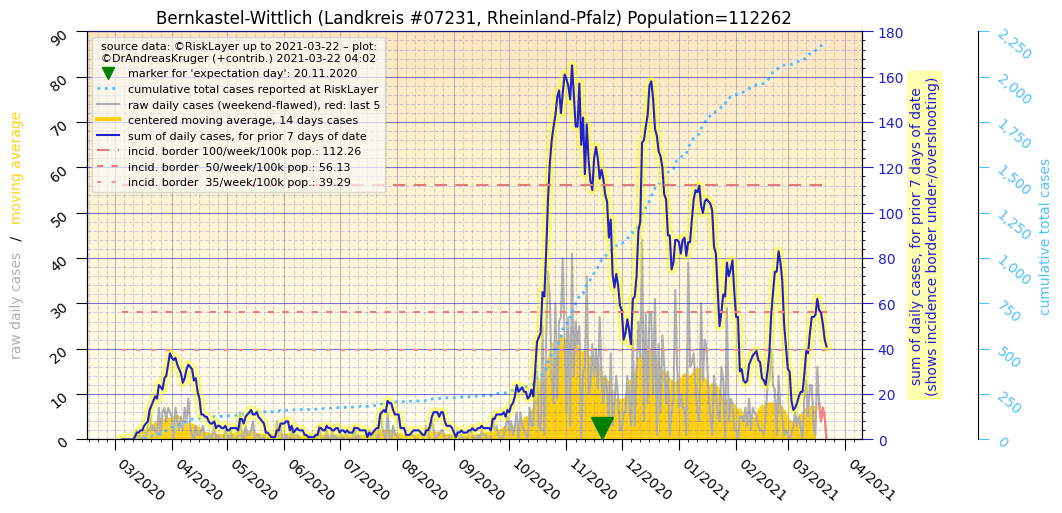 Bernkastel-Wittlich (Landkreis #07231, Rheinland-Pfalz) Population=112262
source data: ©RiskLayer up to 2021-03-22 – plot:
©DrAndreasKruger (+contrib.) 2021-03-22 04:02
marker for 'expectation day': 20.11.2020
cumulative total cases reported at RiskLayer
raw daily cases (weekend-flawed), red: last 5
centered moving average, 14 days cases
sum of daily cases, for prior 7 days of date
incid. border 100/week/100k pop.: 112.26
incid. border  50/week/100k pop.: 56.13
incid. border  35/week/100k pop.: 39.29
raw daily cases   /   moving average
90
80
70
60
50
40
30
20
10
0
180
160
140
120
100
80
60
40
20
0
sum of daily cases, for prior 7 days of date
(shows incidence border under-/overshooting)
2,250
2,000
1,750
1,500
1,250
1,000
750
500
250
0
cumulative total cases
03/2020
04/2020
05/2020
06/2020
07/2020
08/2020
09/2020
10/2020
11/2020
12/2020
01/2021
02/2021
03/2021
04/2021